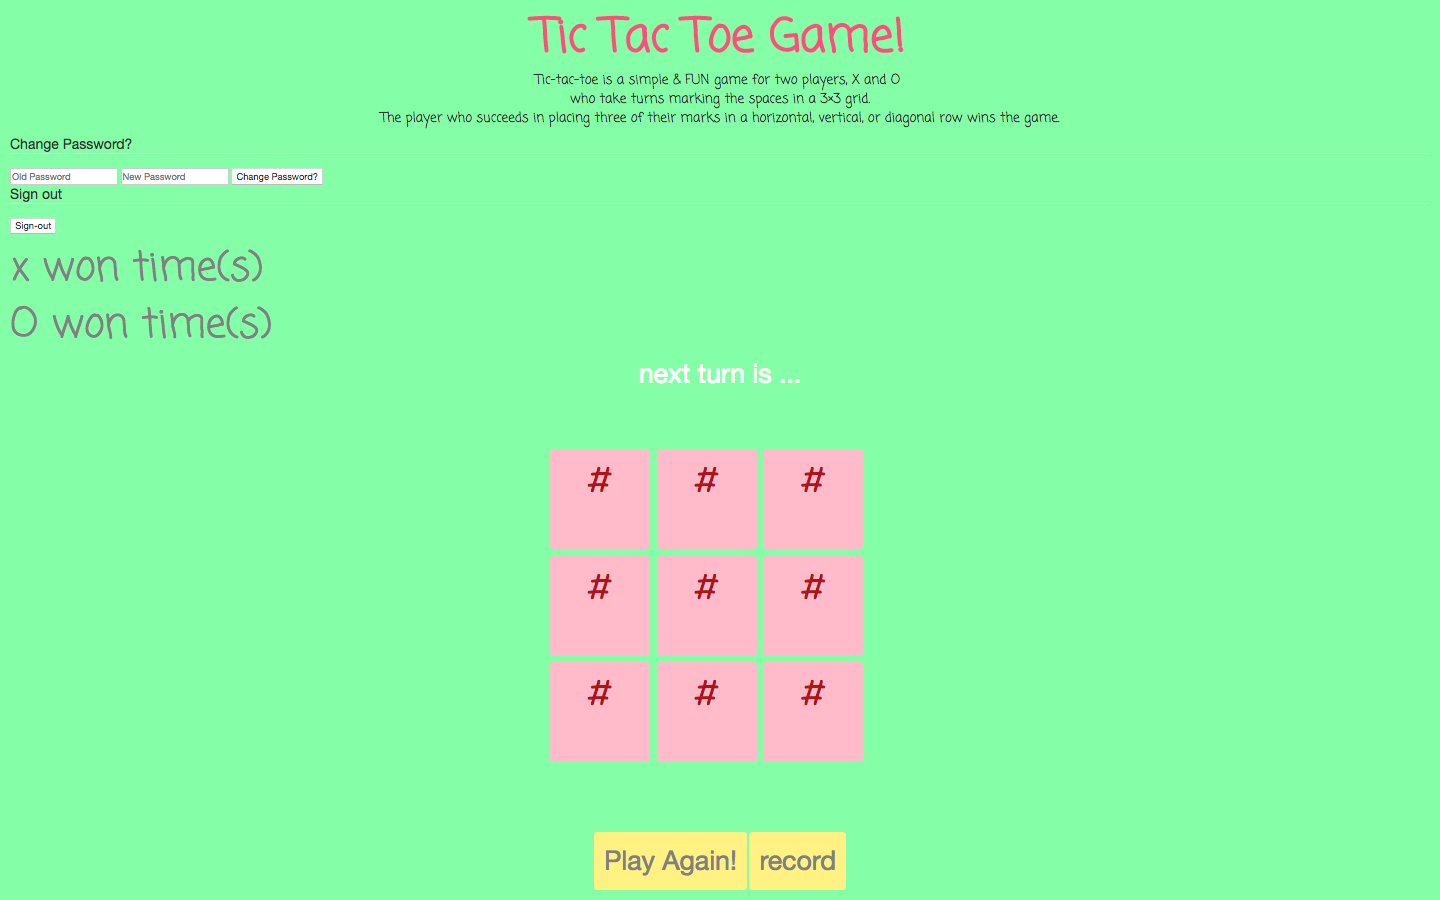 Tic Tac Toe Game!
Tic-tac-toe is a simple & FUN game for two players, X and O
who take turns marking the spaces in a 3×3 grid.
The player who succeeds in placing three of their marks in a horizontal, vertical, or diagonal row wins the game.
Change Password?
Old Password New Password Change Password?
Sign out
Sign-out
x won time(s)
O won time(s)
next turn is ...
# # #
# # #
# # #
Play Again! record